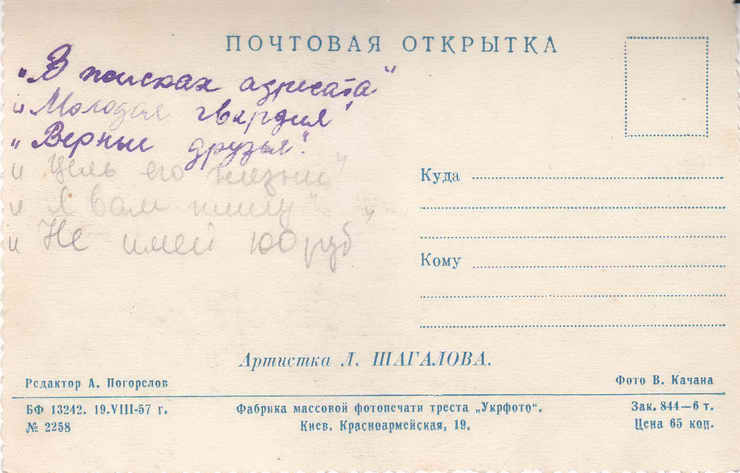 ПОЧТОВАЯ ОТКРЫТКА
„В поисках адресата"
„Молодая гвардия"
„Верные друзья".
„Цель его жизни"
„Я вам пишу"
„Не имей 100 руб"
Куда
Кому
Артистка Л. ШАГАЛОВА.
Редактор А. Погорелов
Фото В. Качана
БФ 13242. 19.VIII-57 г.
Фабрика массовой фотопечати треста „Укрфото".
Зак. 844—6 т.
№ 2258
Киев. Красноармейская, 19.
Цена 65 коп.